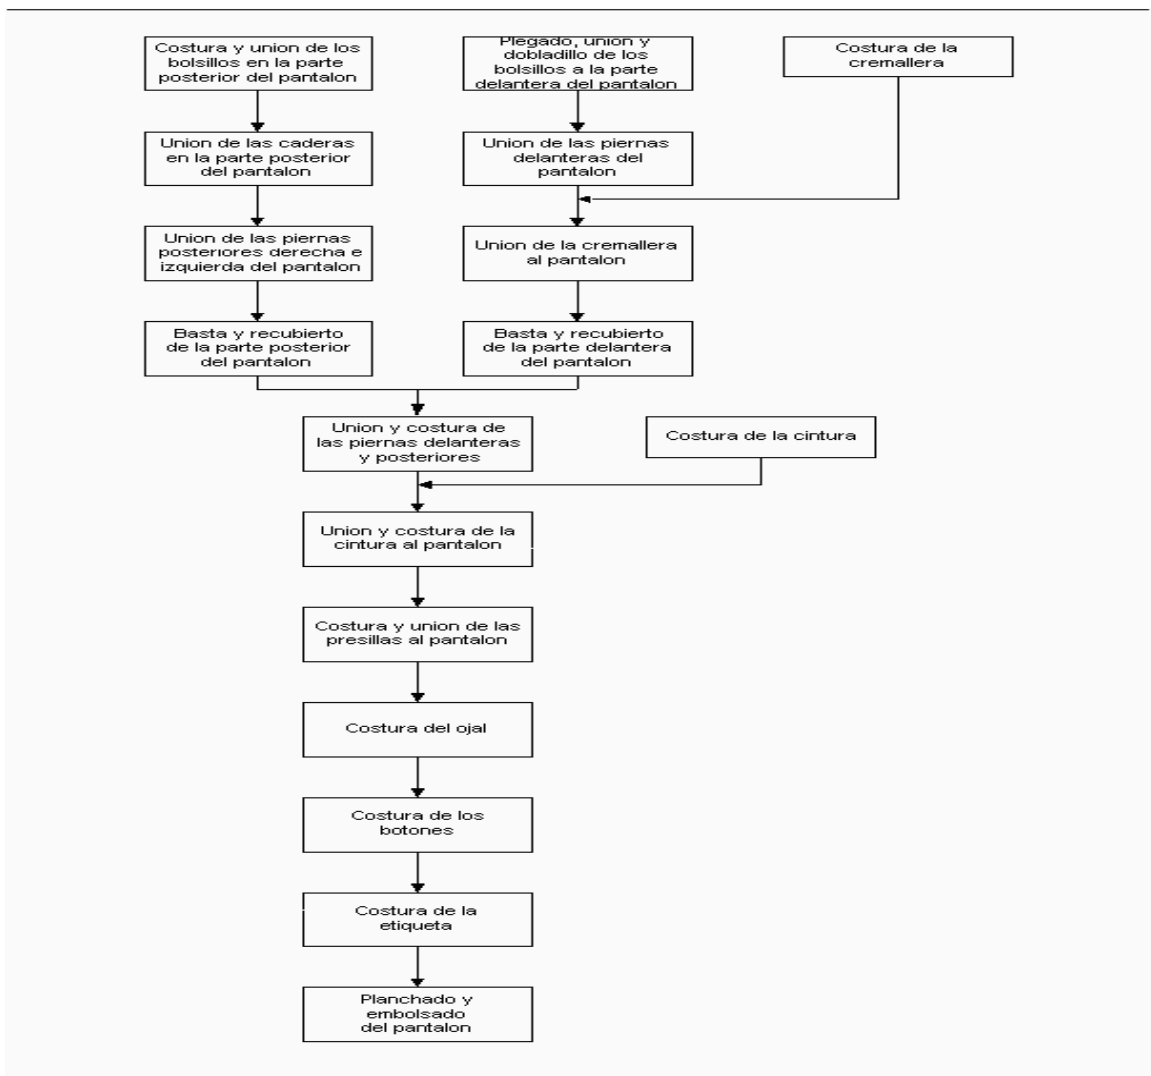 Costura y union de los
bolsillos en la parte
posterior del pantalon
Plegado, union y
dobladillo de los
bolsillos a la parte
delantera del pantalon
Costura de la
cremallera
Union de las caderas
en la parte posterior
del pantalon
Union de las piernas
delanteras del
pantalon
Union de las piernas
posteriores derecha e
izquierda del pantalon
Union de la cremallera
al pantalon
Basta y recubierto
de la parte posterior
del pantalon
Basta y recubierto
de la parte delantera
del pantalon
Union y costura de
las piernas delanteras
y posteriores
Costura de la cintura
Union y costura de la
cintura al pantalon
Costura y union de las
presillas al pantalon
Costura del ojal
Costura de los
botones
Costura de la
etiqueta
Planchado y
embolsado
del pantalon